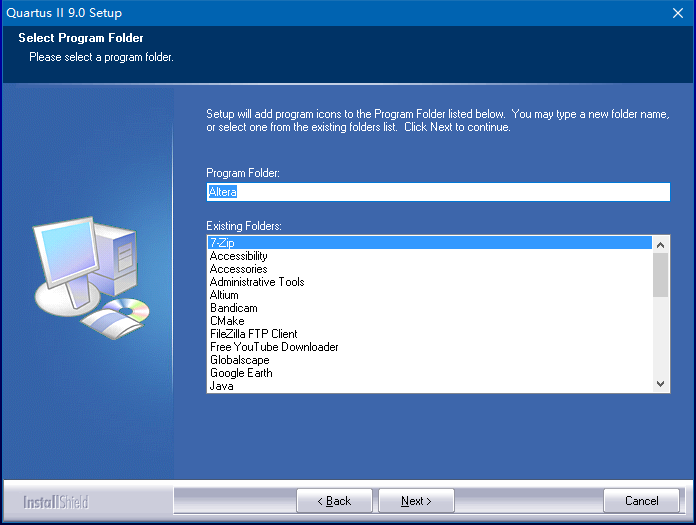 Quartus II 9.0 Setup
Select Program Folder
Please select a program folder.
Setup will add program icons to the Program Folder listed below.  You may type a new folder name,
or select one from the existing folders list.  Click Next to continue.
Program Folder:
Altera
Existing Folders:
7-Zip
Accessibility
Accessories
Administrative Tools
Altium
Bandicam
CMake
FileZilla FTP Client
Free YouTube Downloader
Globalscape
Google Earth
Java
InstallShield
< Back
Next >
Cancel